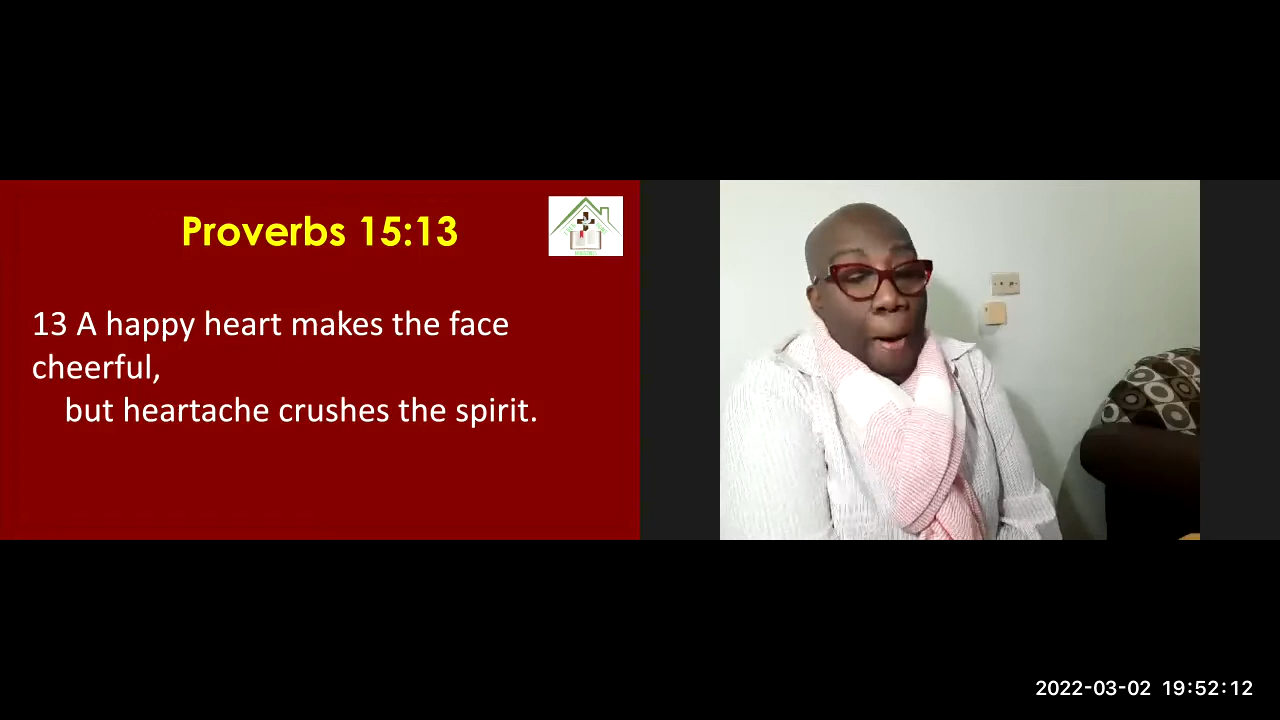 Proverbs 15:13
13 A happy heart makes the face
cheerful,
but heartache crushes the spirit.
2022-03-02 19:52:12